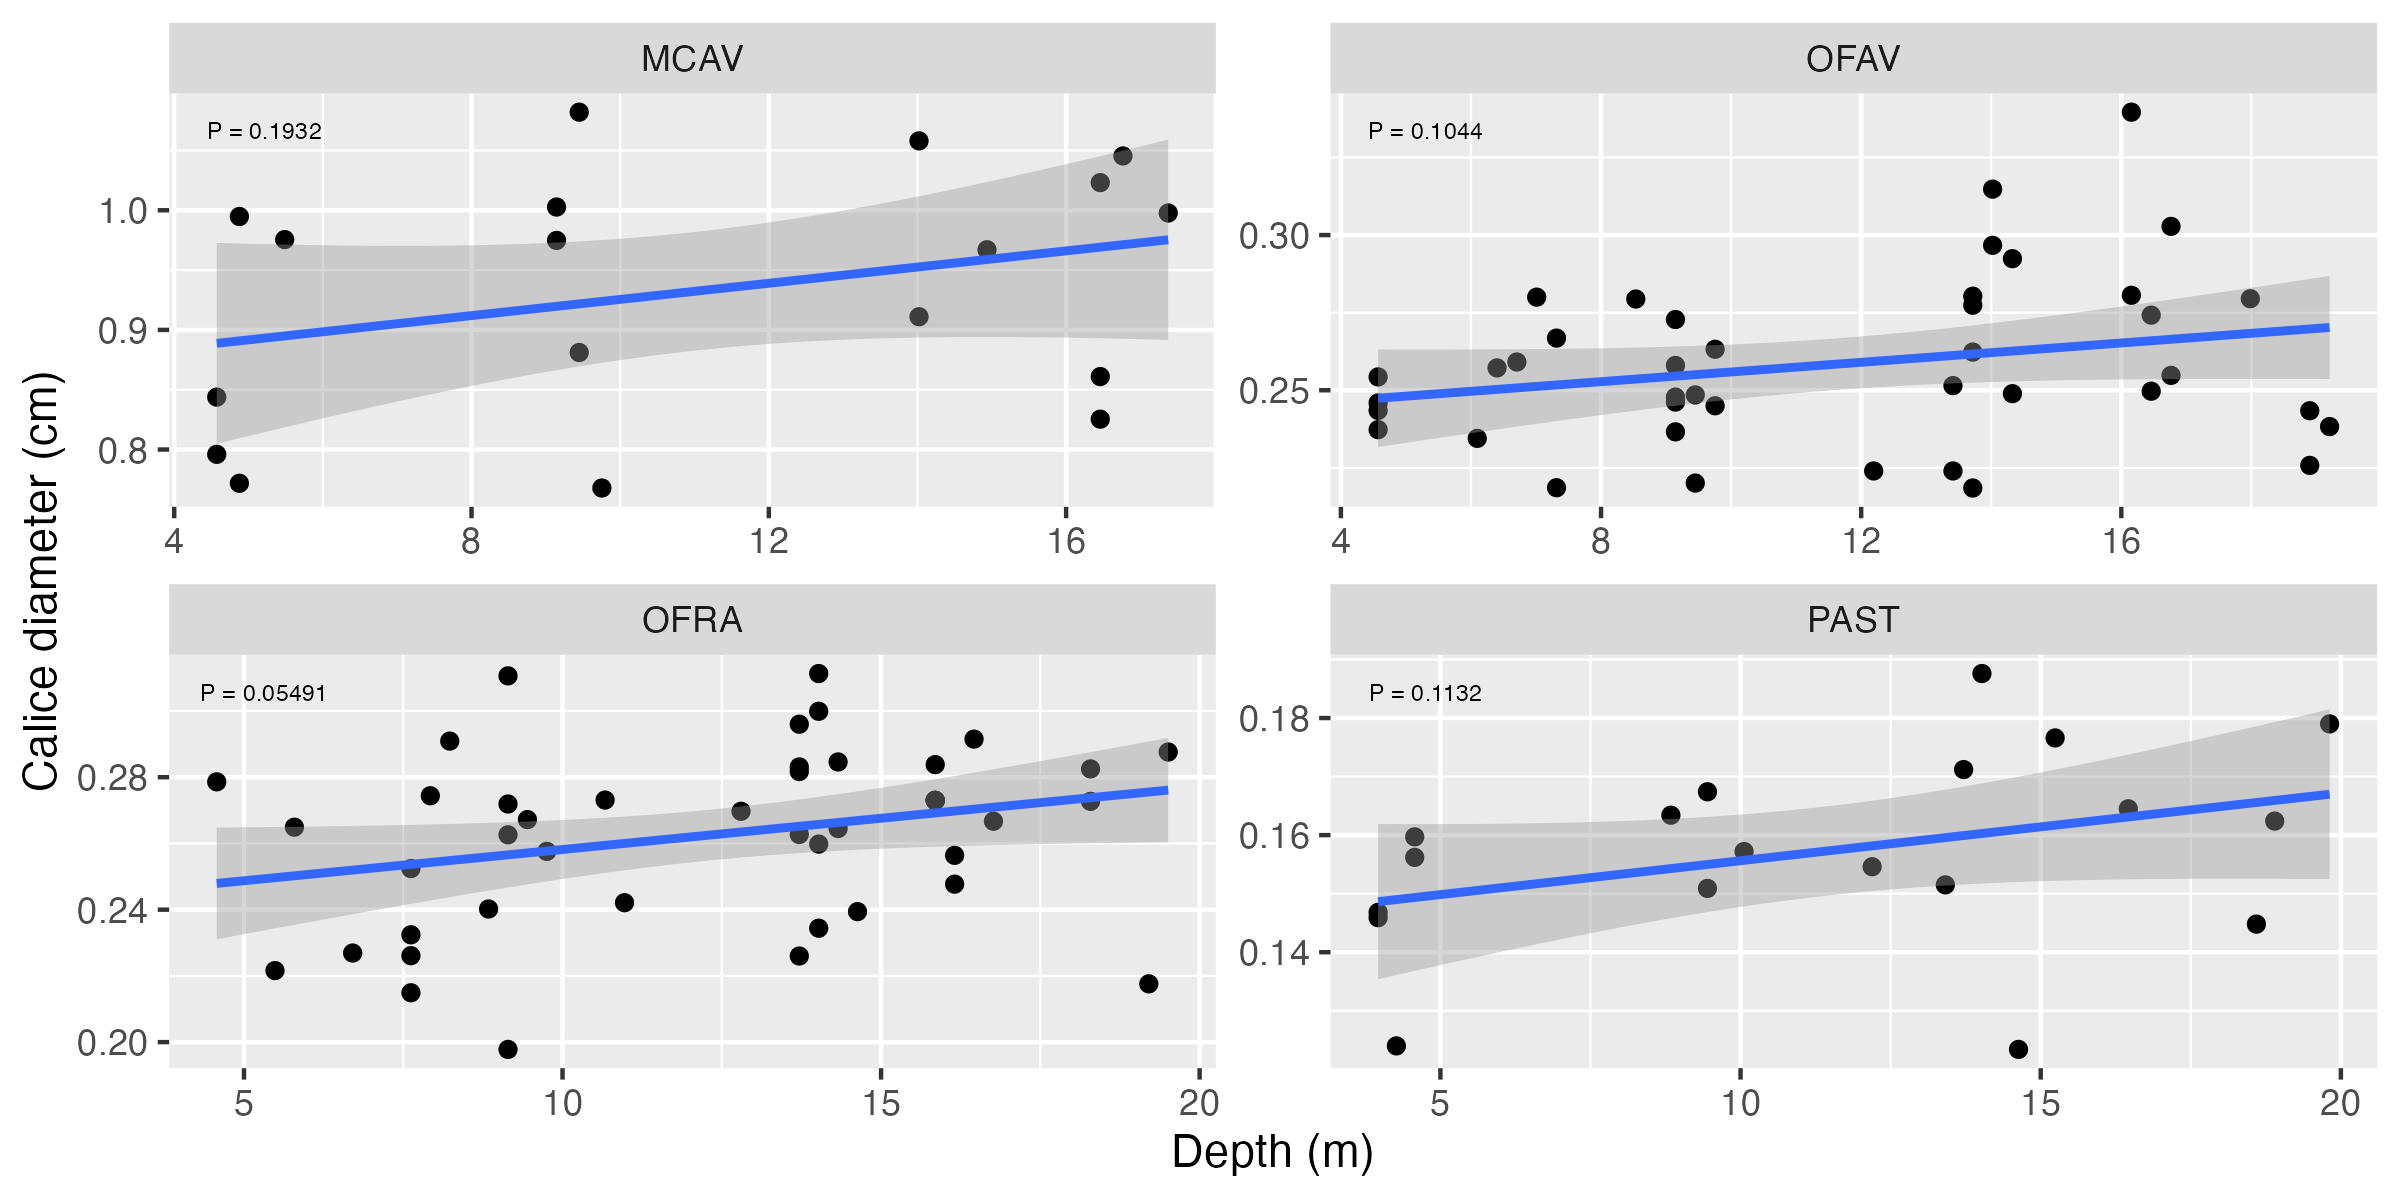 MCAV
OFAV
P = 0.1932
P = 0.1044
1.0
0.9
0.8
0.30
0.25
4 8 12 16
4 8 12 16
Calice diameter (cm)
OFRA
PAST
P = 0.05491
P = 0.1132
0.28
0.24
0.20
0.18
0.16
0.14
5 10 15 20
5 10 15 20
Depth (m)